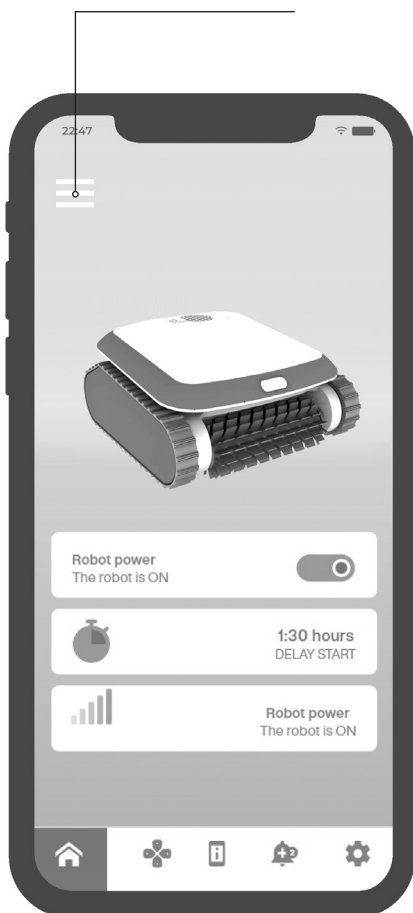 22:47
Robot power
The robot is ON
1:30 hours
DELAY START
Robot power
The robot is ON